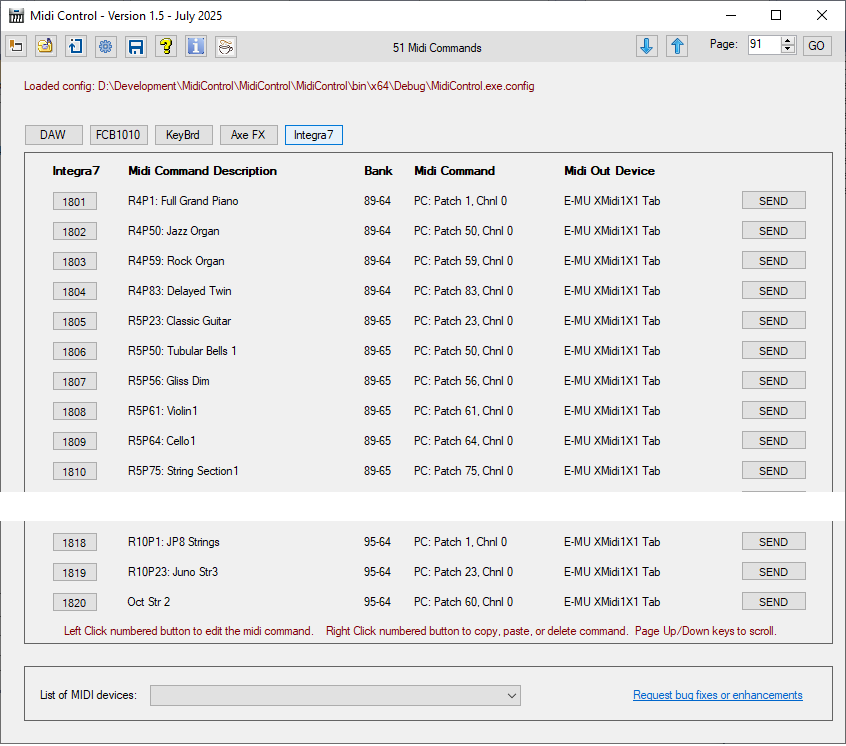 Midi Control - Version 1.5 - July 2025
51 Midi Commands Page: 91 GO
Loaded config: D:\Development\MidiControl\MidiControl\MidiControl\bin\x64\Debug\MidiControl.exe.config
DAW FCB1010 KeyBrd Axe FX Integra7
Integra7 Midi Command Description Bank Midi Command Midi Out Device
1801 R4P1: Full Grand Piano 89-64 PC: Patch 1, Chnl 0 E-MU XMidi1X1 Tab SEND
1802 R4P50: Jazz Organ 89-64 PC: Patch 50, Chnl 0 E-MU XMidi1X1 Tab SEND
1803 R4P59: Rock Organ 89-64 PC: Patch 59, Chnl 0 E-MU XMidi1X1 Tab SEND
1804 R4P83: Delayed Twin 89-64 PC: Patch 83, Chnl 0 E-MU XMidi1X1 Tab SEND
1805 R5P23: Classic Guitar 89-65 PC: Patch 23, Chnl 0 E-MU XMidi1X1 Tab SEND
1806 R5P50: Tubular Bells 1 89-65 PC: Patch 50, Chnl 0 E-MU XMidi1X1 Tab SEND
1807 R5P56: Gliss Dim 89-65 PC: Patch 56, Chnl 0 E-MU XMidi1X1 Tab SEND
1808 R5P61: Violin1 89-65 PC: Patch 61, Chnl 0 E-MU XMidi1X1 Tab SEND
1809 R5P64: Cello1 89-65 PC: Patch 64, Chnl 0 E-MU XMidi1X1 Tab SEND
1810 R5P75: String Section1 89-65 PC: Patch 75, Chnl 0 E-MU XMidi1X1 Tab SEND
1818 R10P1: JP8 Strings 95-64 PC: Patch 1, Chnl 0 E-MU XMidi1X1 Tab SEND
1819 R10P23: Juno Str3 95-64 PC: Patch 23, Chnl 0 E-MU XMidi1X1 Tab SEND
1820 Oct Str 2 95-64 PC: Patch 60, Chnl 0 E-MU XMidi1X1 Tab SEND
Left Click numbered button to edit the midi command. Right Click numbered button to copy, paste, or delete command. Page Up/Down keys to scroll.
List of MIDI devices: Request bug fixes or enhancements